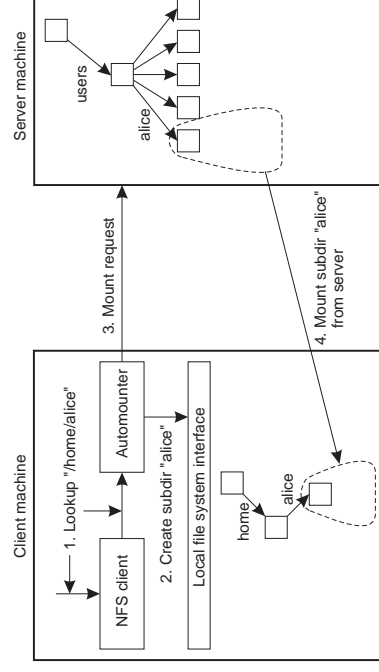 Client machine
Server machine
1. Lookup "/home/alice"
NFS client
Automounter
3. Mount request
2. Create subdir "alice"
Local file system interface
home
alice
users
alice
4. Mount subdir "alice"
from server